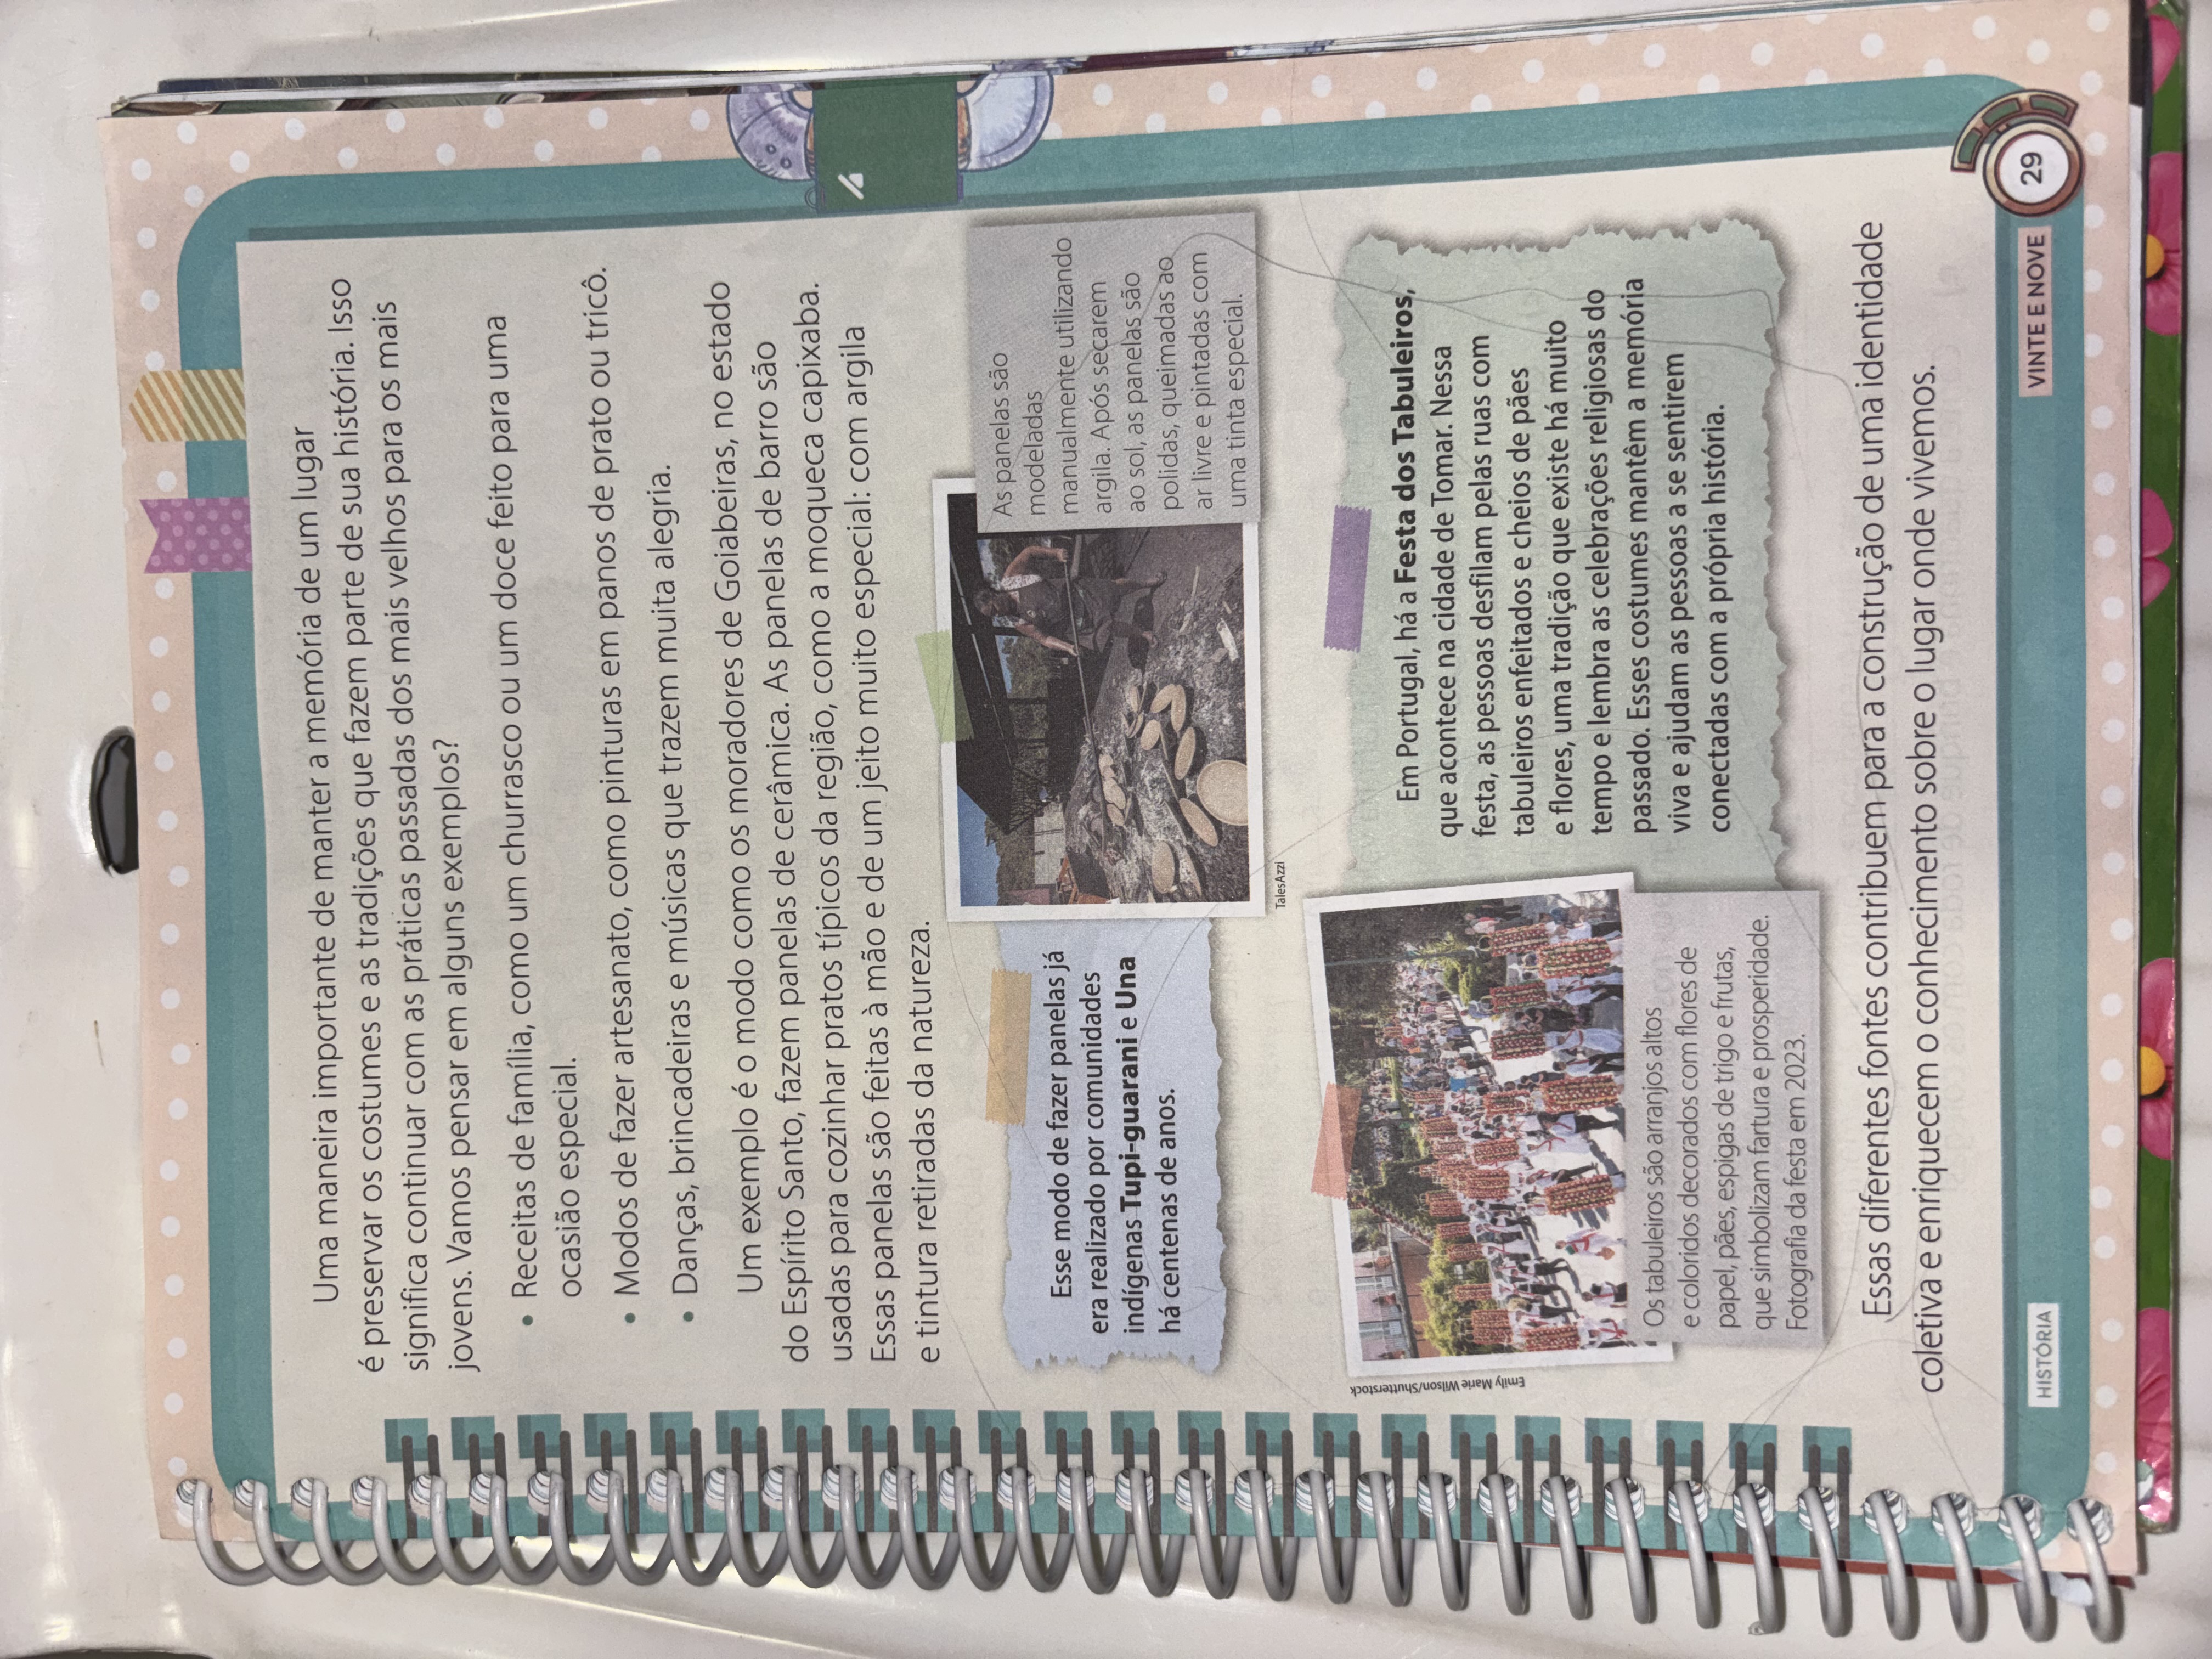 Uma maneira importante de manter a memória de um lugar
é preservar os costumes e as tradições que fazem parte de sua história. Isso
significa continuar com as práticas passadas dos mais velhos para os mais
jovens. Vamos pensar em alguns exemplos?
• Receitas de família, como um churrasco ou um doce feito para uma
ocasião especial.
• Modos de fazer artesanato, como pinturas em panos de prato ou tricô.
• Danças, brincadeiras e músicas que trazem muita alegria.
Um exemplo é o modo como os moradores de Goiabeiras, no estado
do Espírito Santo, fazem panelas de cerâmica. As panelas de barro são
usadas para cozinhar pratos típicos da região, como a moqueca capixaba.
Essas panelas são feitas à mão e de um jeito muito especial: com argila
e tintura retiradas da natureza.
Esse modo de fazer panelas já
era realizado por comunidades
indígenas Tupi-guarani e Una
há centenas de anos.
As panelas são
modeladas
manualmente utilizando
argila. Após secarem
ao sol, as panelas são
polidas, queimadas ao
ar livre e pintadas com
uma tinta especial.
TalesAzzi
Emily Marie Wilson/Shutterstock
Os tabuleiros são arranjos altos
e coloridos decorados com flores de
papel, pães, espigas de trigo e frutas,
que simbolizam fartura e prosperidade.
Fotografia da festa em 2023.
Em Portugal, há a Festa dos Tabuleiros,
que acontece na cidade de Tomar. Nessa
festa, as pessoas desfilam pelas ruas com
tabuleiros enfeitados e cheios de pães
e flores, uma tradição que existe há muito
tempo e lembra as celebrações religiosas do
passado. Esses costumes mantêm a memória
viva e ajudam as pessoas a se sentirem
conectadas com a própria história.
Essas diferentes fontes contribuem para a construção de uma identidade
coletiva e enriquecem o conhecimento sobre o lugar onde vivemos.
HISTÓRIA
VINTE E NOVE
29